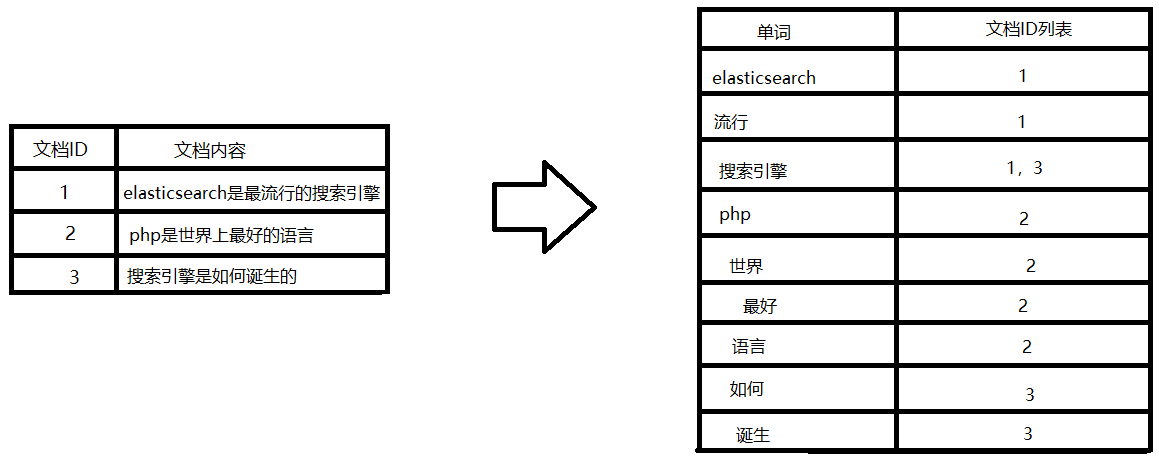 文档ID 文档内容
1 elasticsearch是最流行的搜索引擎
2 php是世界上最好的语言
3 搜索引擎是如何诞生的
单词 文档ID列表
elasticsearch 1
流行 1
搜索引擎 1，3
php 2
世界 2
最好 2
语言 2
如何 3
诞生 3